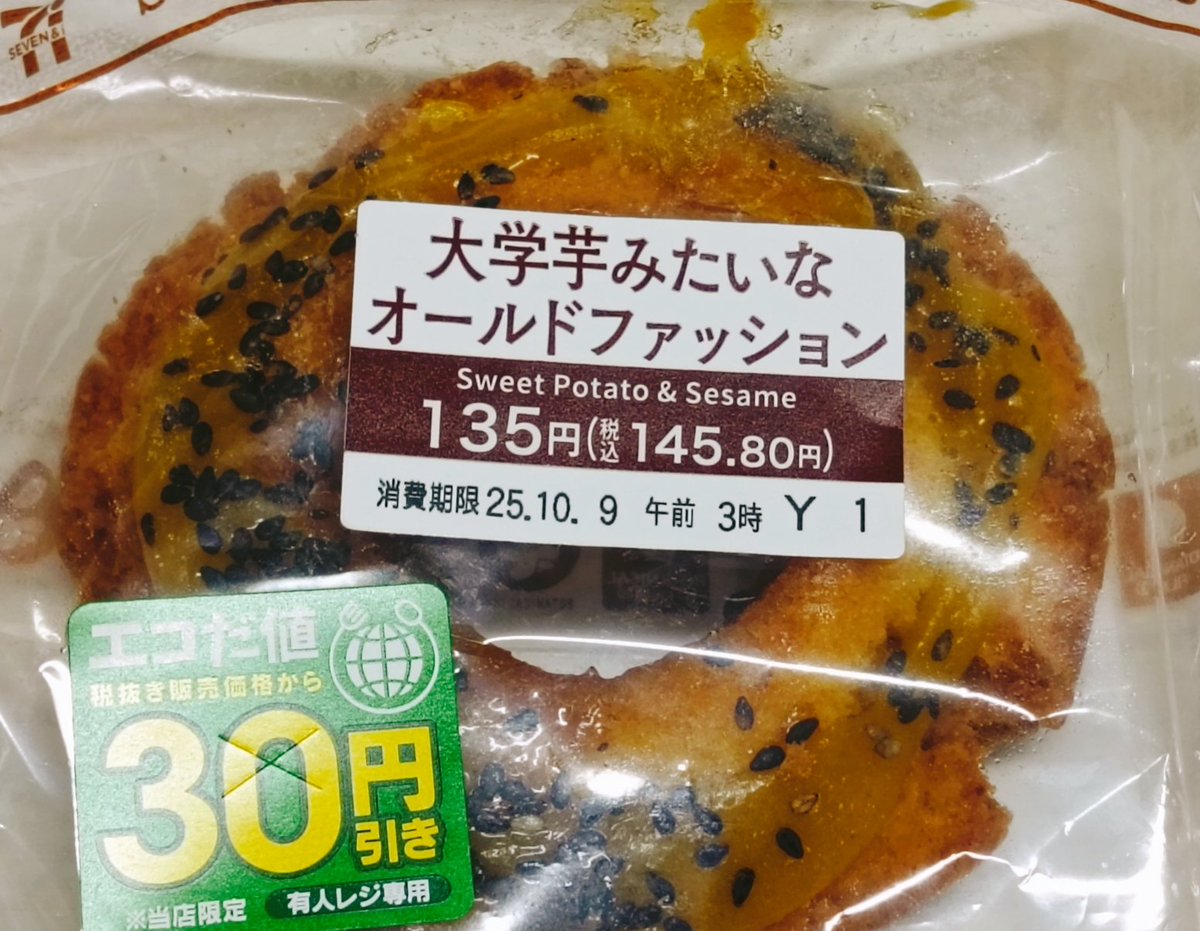 SEVEN&i
大学芋みたいな
オールドファッション
Sweet Potato & Sesame
135円(税込 145.80円)
消費期限 25.10. 9 午前 3時 Y 1
エコだ値
税抜き販売価格から
30円引き
※当店限定 有人レジ専用